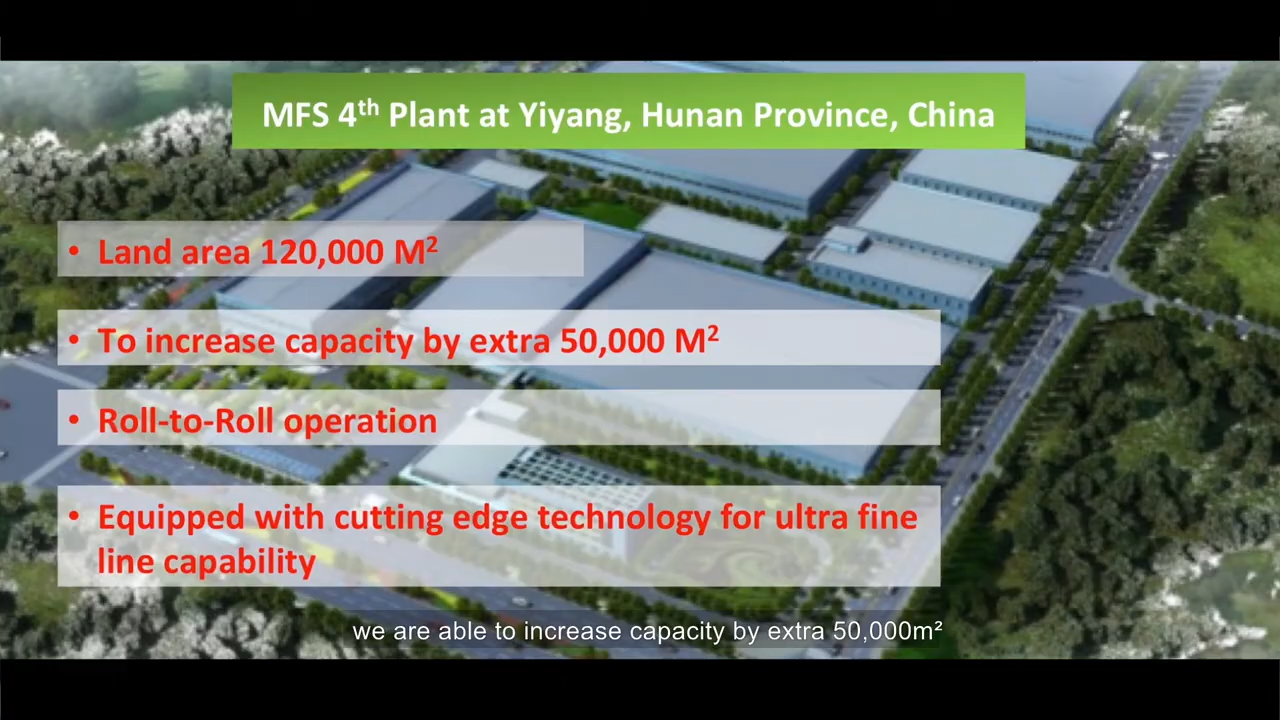 MFS 4th Plant at Yiyang, Hunan Province, China
• Land area 120,000 M²
• To increase capacity by extra 50,000 M²
• Roll-to-Roll operation
• Equipped with cutting edge technology for ultra fine
line capability
we are able to increase capacity by extra 50,000m²